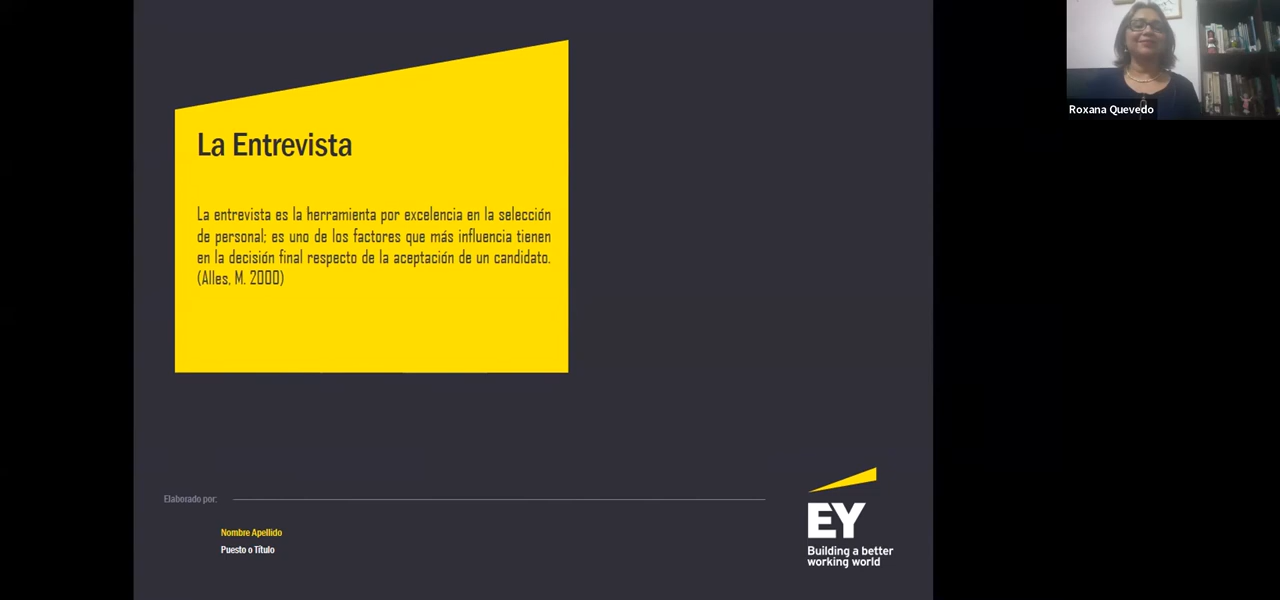 La Entrevista
La entrevista es la herramienta por excelencia en la selección
de personal; es uno de los factores que más influencia tienen
en la decisión final respecto de la aceptación de un candidato.
(Alles, M. 2000)
Roxana Quevedo
Elaborado por:
Nombre Apellido
Puesto o Título
EY
Building a better
working world